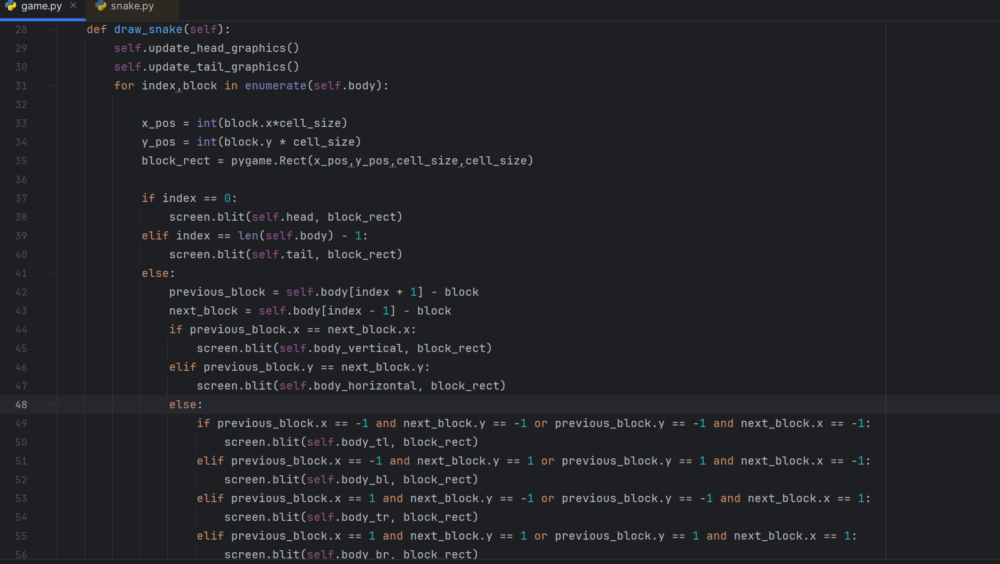 game.py × snake.py
28 def draw_snake(self):
29 self.update_head_graphics()
30 self.update_tail_graphics()
31 for index,block in enumerate(self.body):
32
33 x_pos = int(block.x*cell_size)
34 y_pos = int(block.y * cell_size)
35 block_rect = pygame.Rect(x_pos,y_pos,cell_size,cell_size)
36
37 if index == 0:
38 screen.blit(self.head, block_rect)
39 elif index == len(self.body) - 1:
40 screen.blit(self.tail, block_rect)
41 else:
42 previous_block = self.body[index + 1] - block
43 next_block = self.body[index - 1] - block
44 if previous_block.x == next_block.x:
45 screen.blit(self.body_vertical, block_rect)
46 elif previous_block.y == next_block.y:
47 screen.blit(self.body_horizontal, block_rect)
48 else:
49 if previous_block.x == -1 and next_block.y == -1 or previous_block.y == -1 and next_block.x == -1:
50 screen.blit(self.body_tl, block_rect)
51 elif previous_block.x == -1 and next_block.y == 1 or previous_block.y == 1 and next_block.x == -1:
52 screen.blit(self.body_bl, block_rect)
53 elif previous_block.x == 1 and next_block.y == -1 or previous_block.y == -1 and next_block.x == 1:
54 screen.blit(self.body_tr, block_rect)
55 elif previous_block.x == 1 and next_block.y == 1 or previous_block.y == 1 and next_block.x == 1:
56 screen.blit(self.body_br, block_rect)